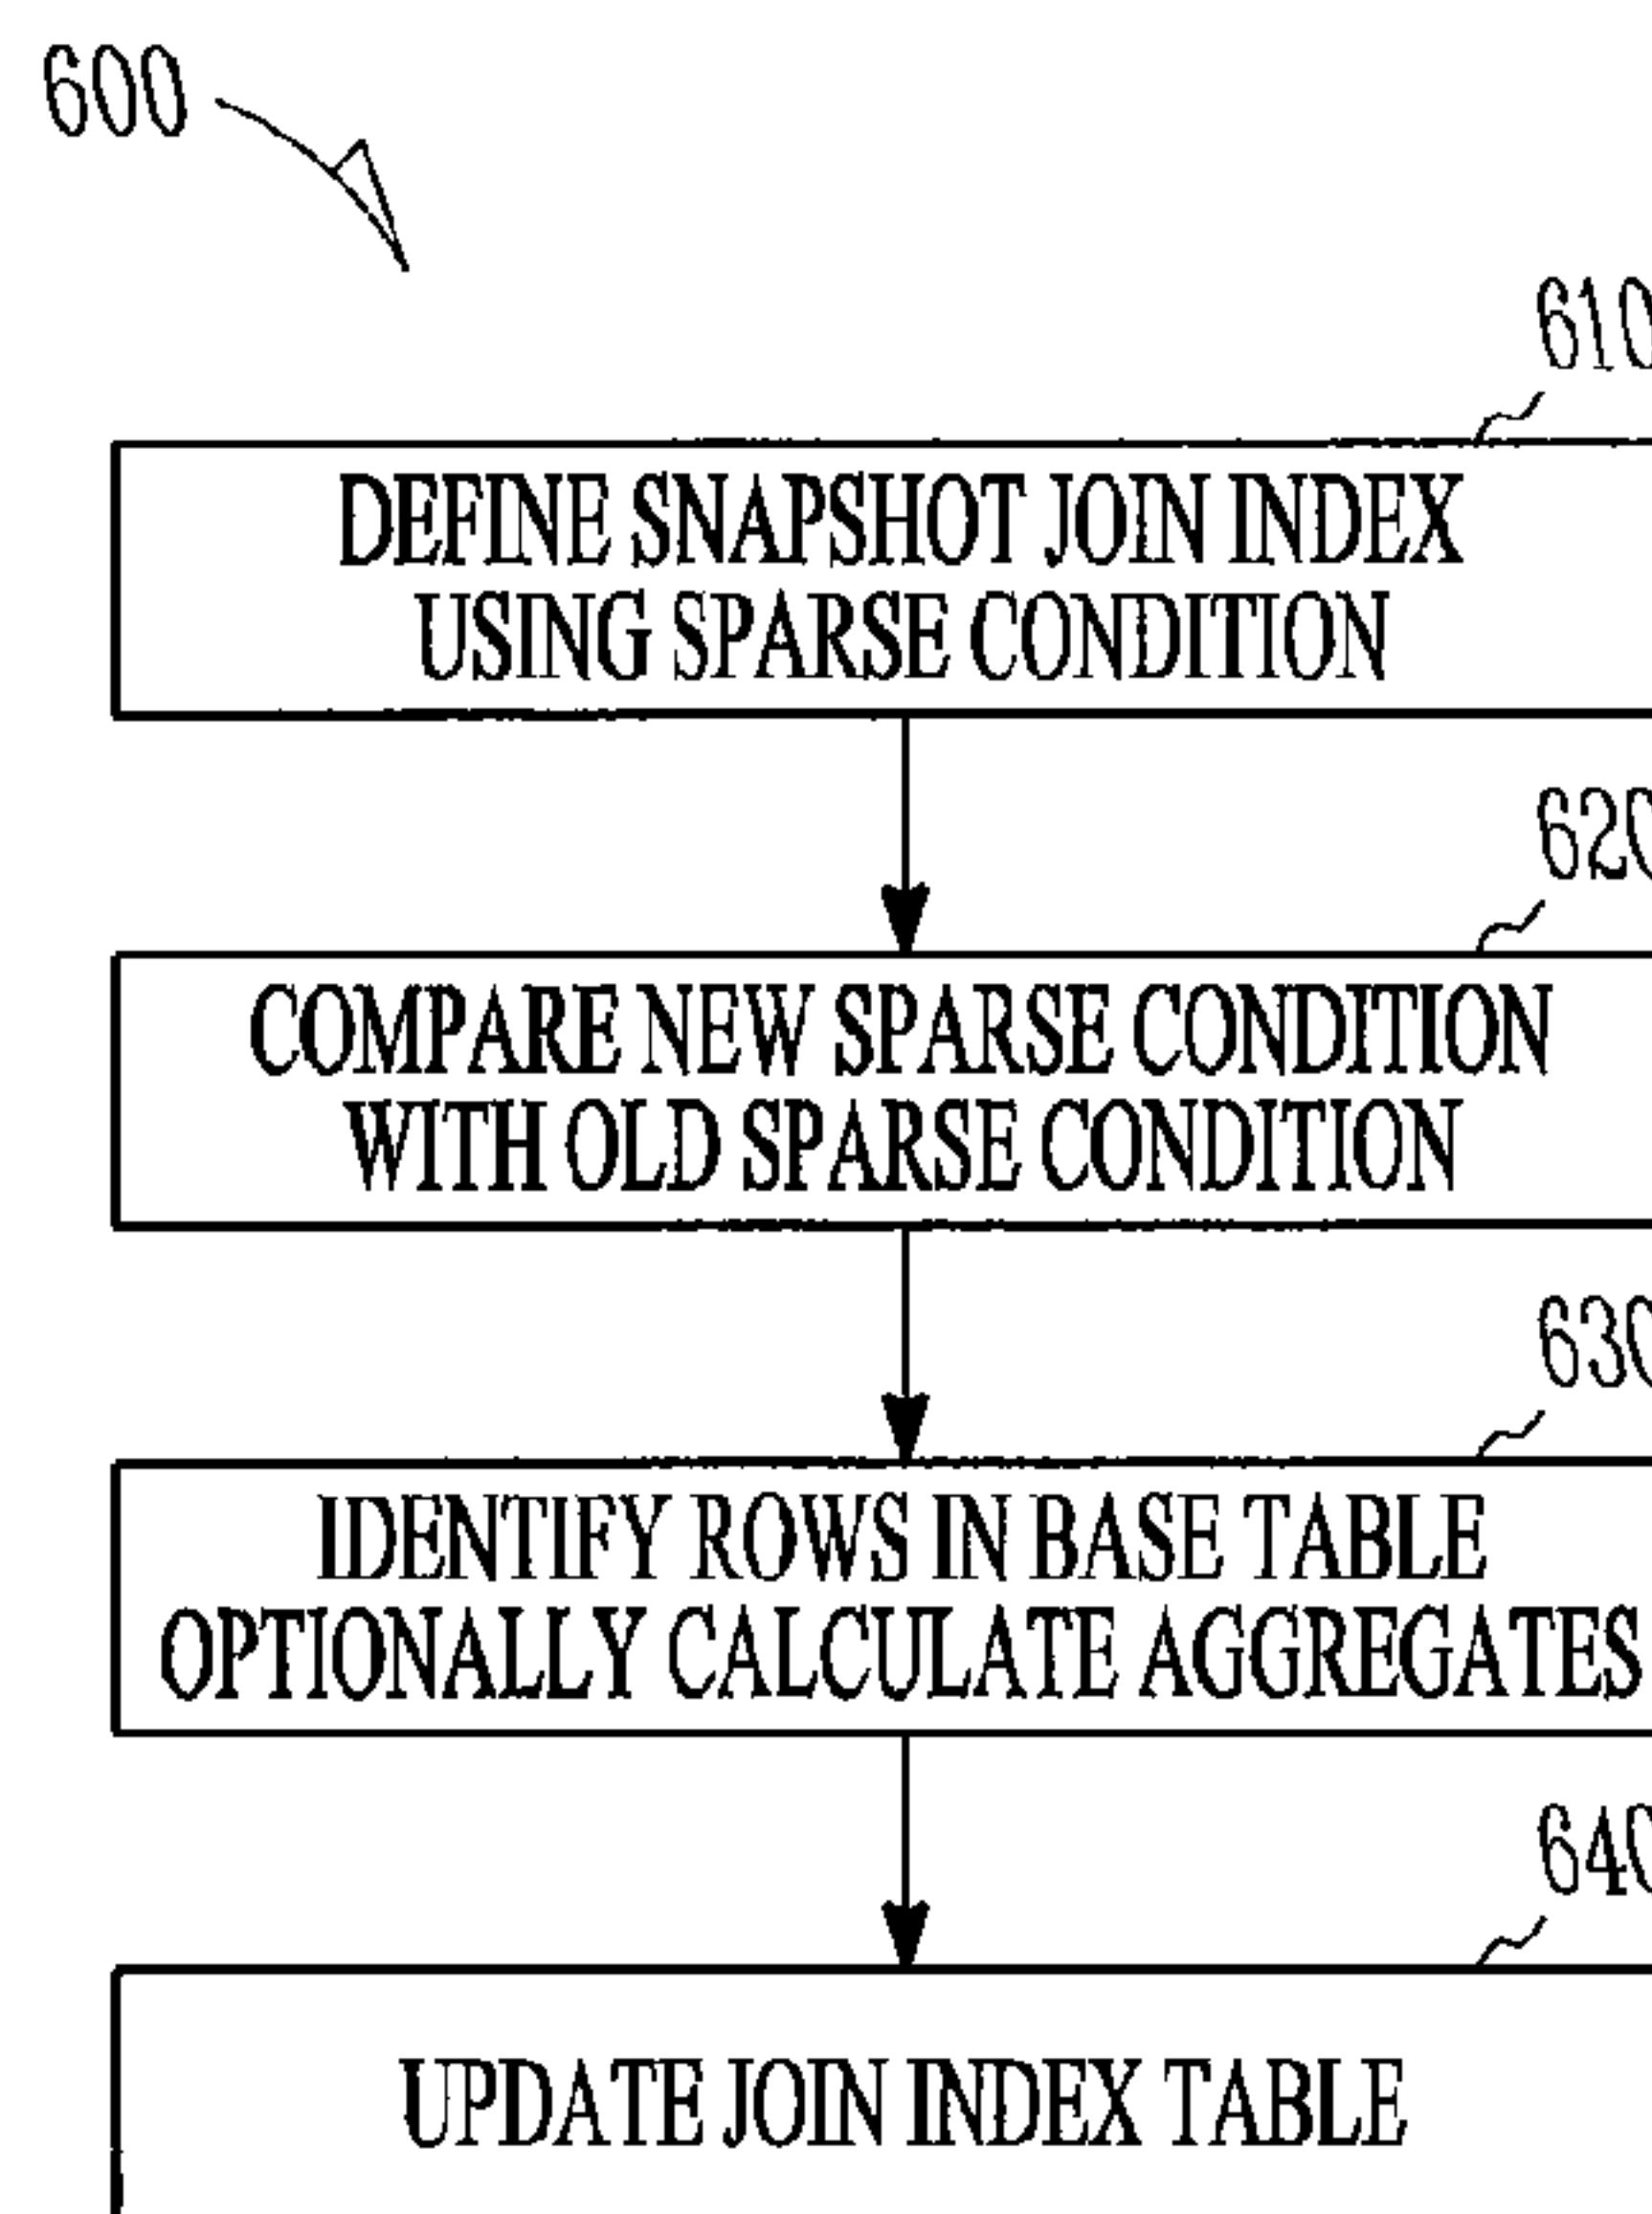 600
610
DEFINE SNAPSHOT JOIN INDEX
USING SPARSE CONDITION
620
COMPARE NEW SPARSE CONDITION
WITH OLD SPARSE CONDITION
630
IDENTIFY ROWS IN BASE TABLE
OPTIONALLY CALCULATE AGGREGATES
640
UPDATE JOIN INDEX TABLE